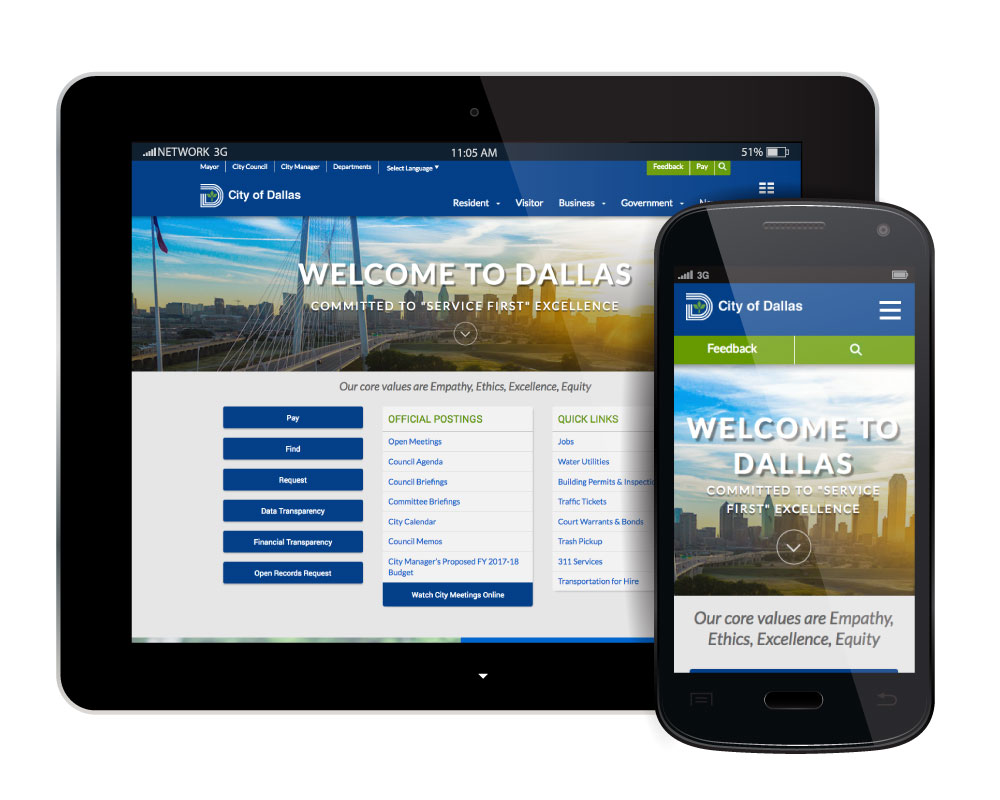 NETWORK 3G
11:05 AM
51%
Mayor
City Council
City Manager
Departments
Select Language
Feedback
Pay
City of Dallas
Resident
Visitor
Business
Government
WELCOME TO DALLAS
COMMITTED TO "SERVICE FIRST" EXCELLENCE
Our core values are Empathy, Ethics, Excellence, Equity
Pay
Find
Request
Data Transparency
Financial Transparency
Open Records Request
OFFICIAL POSTINGS
Open Meetings
Council Agenda
Council Briefings
Committee Briefings
City Calendar
Council Memos
City Manager's Proposed FY 2017-18
Budget
Watch City Meetings Online
QUICK LINKS
Jobs
Water Utilities
Building Permits &
Traffic Tickets
Court Warrants & Bonds
Trash Pickup
311 Services
Transportation for Hire
3G
City of Dallas
Feedback
WELCOME TO
DALLAS
COMMITTED TO "SERVICE
FIRST" EXCELLENCE
Our core values are Empathy,
Ethics, Excellence, Equity